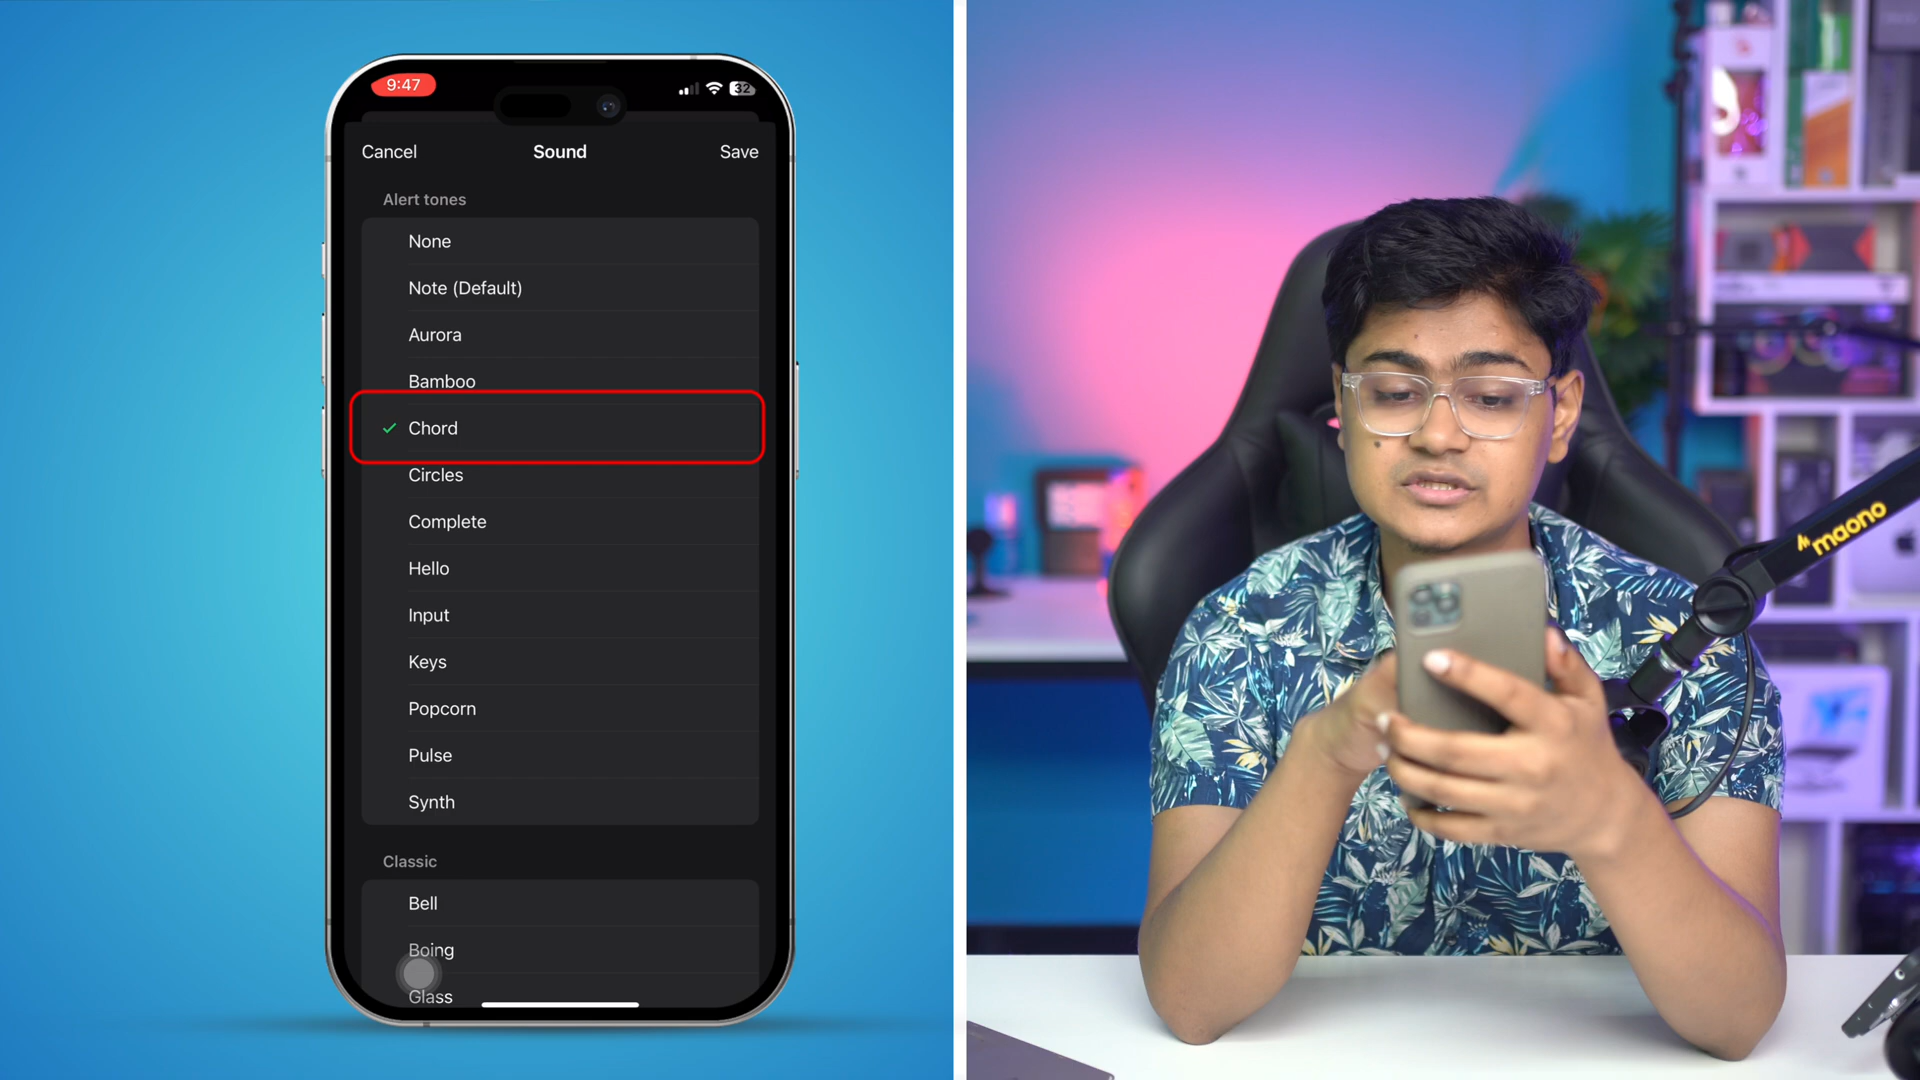 9:47
32
Cancel
Sound
Save
Alert tones
None
Note (Default)
Aurora
Bamboo
Chord
Circles
Complete
Hello
Input
Keys
Popcorn
Pulse
Synth
Classic
Bell
Boing
Glass
maono